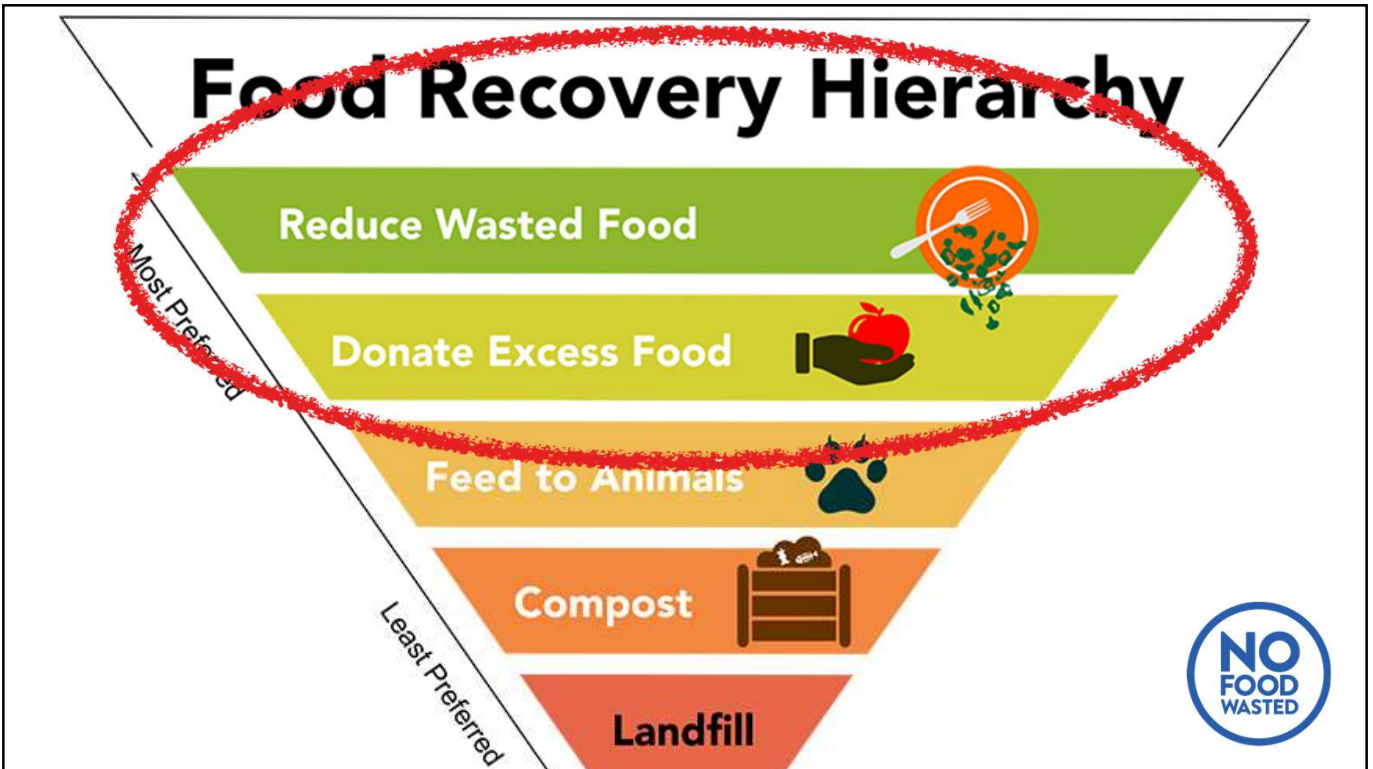 Food Recovery Hierarchy
Reduce Wasted Food
Most Preferred
Donate Excess Food
Feed to Animals
Compost
Least Preferred
Landfill
NO
FOOD
WASTED